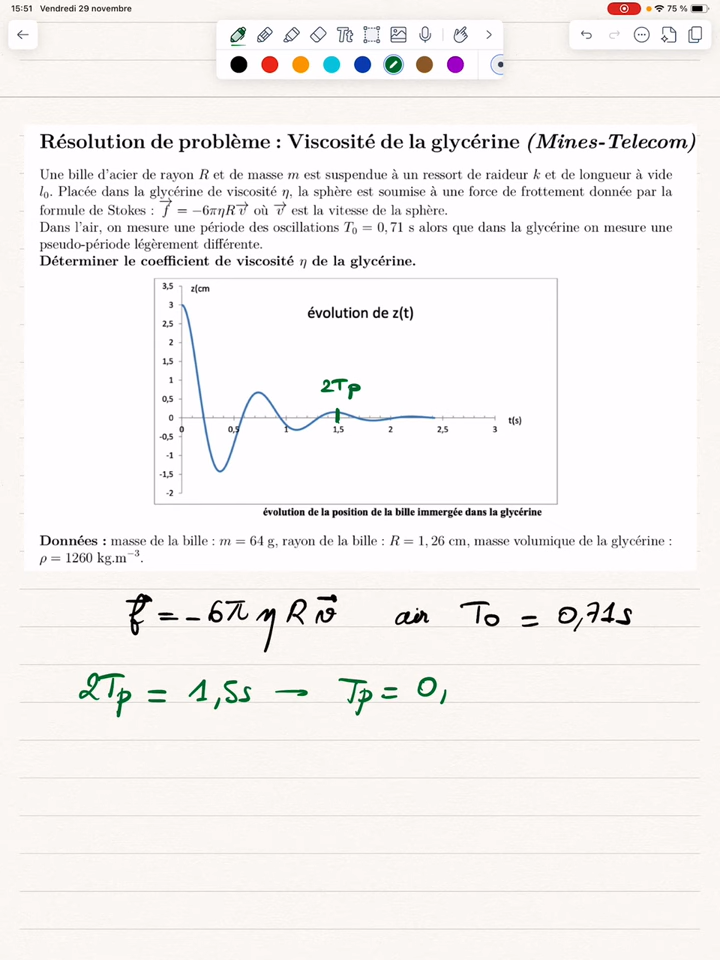 15:51 Vendredi 29 novembre
75 %
Tt
Résolution de problème : Viscosité de la glycérine (Mines-Telecom)
Une bille d'acier de rayon R et de masse m est suspendue à un ressort de raideur k et de longueur à vide
l₀. Placée dans la glycérine de viscosité η, la sphère est soumise à une force de frottement donnée par la
formule de Stokes : f⃗ = −6πηRv⃗ où v⃗ est la vitesse de la sphère.
Dans l'air, on mesure une période des oscillations T₀ = 0,71 s alors que dans la glycérine on mesure une
pseudo-période légèrement différente.
Déterminer le coefficient de viscosité η de la glycérine.
3,5
z(cm
évolution de z(t)
3
2,5
2
1,5
1
2Tp
0,5
0
t(s)
0
0,5
1
1,5
2
2,5
3
-0,5
-1
-1,5
-2
évolution de la position de la bille immergée dans la glycérine
Données : masse de la bille : m = 64 g, rayon de la bille : R = 1,26 cm, masse volumique de la glycérine :
ρ = 1260 kg.m⁻³.
f⃗ = −6π η R v⃗ air T₀ = 0,71s
2Tp = 1,5s → Tp = 0,